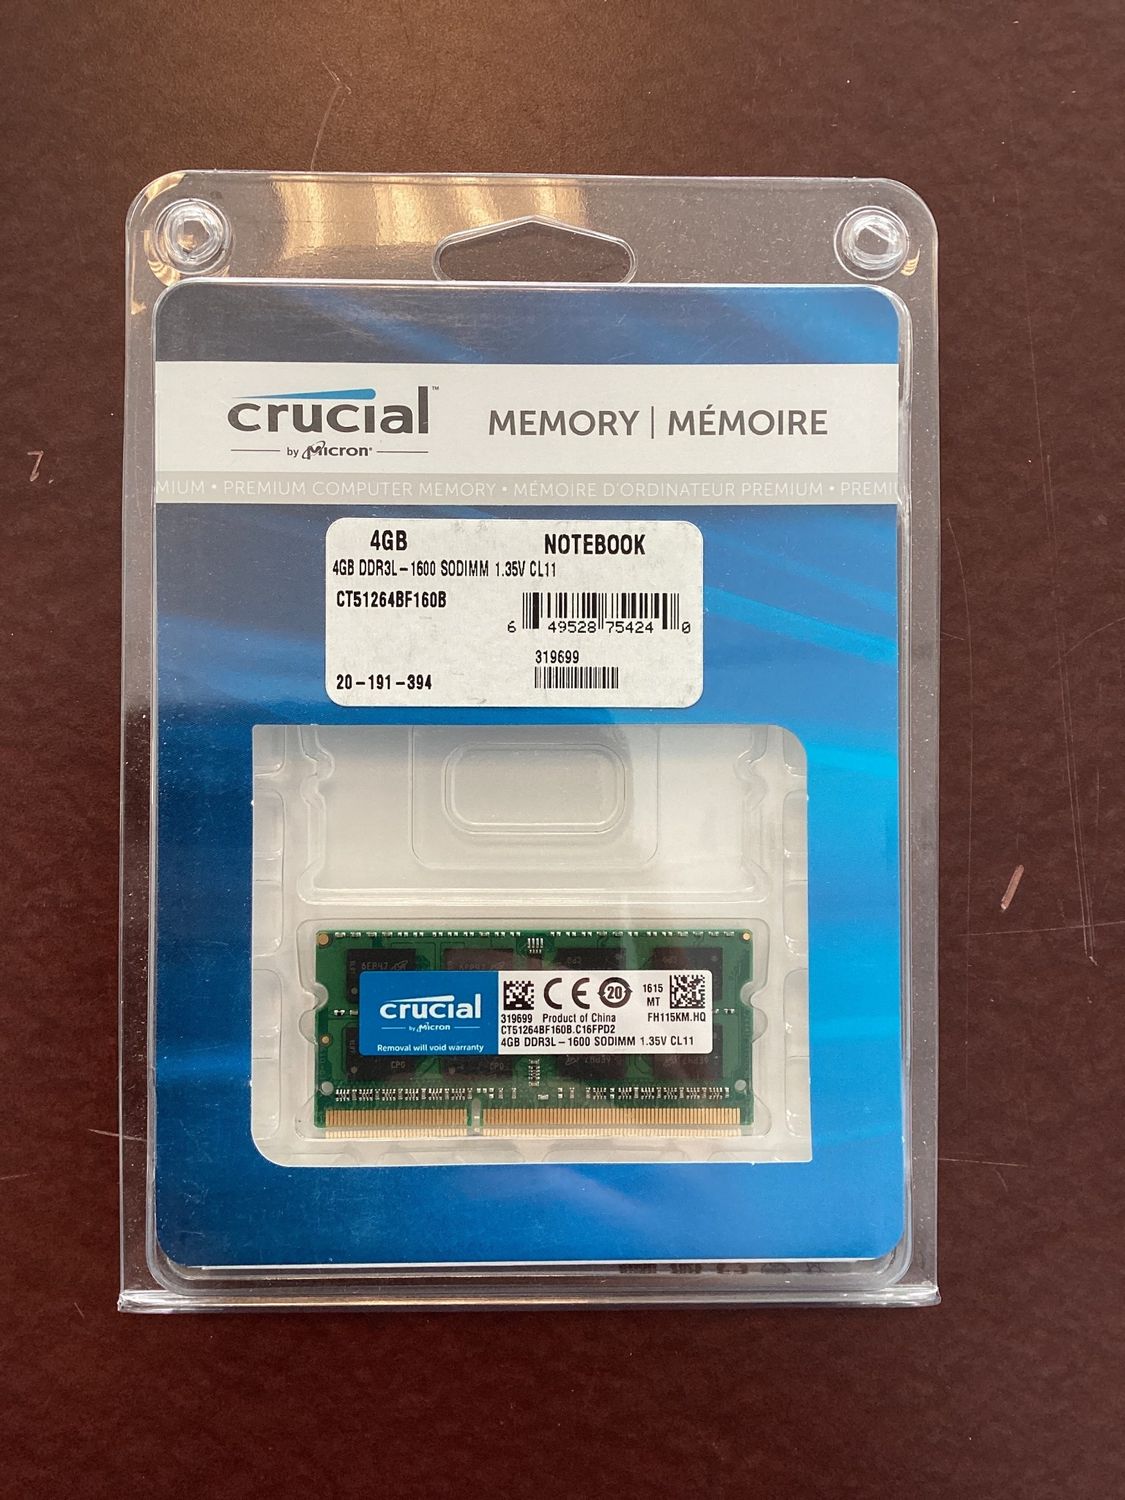 crucial™
by Micron®
MEMORY | MÉMOIRE
MIUM • PREMIUM COMPUTER MEMORY • MÉMOIRE D'ORDINATEUR PREMIUM • PREMI
4GB NOTEBOOK
4GB DDR3L-1600 SODIMM 1.35V CL11
CT51264BF160B
6 49528 75424 0
319699
20-191-394
crucial
by Micron
Removal will void warranty
CE 20 1615
MT
319699 Product of China FH115KM.HQ
CT51264BF160B.C16FPD2
4GB DDR3L-1600 SODIMM 1.35V CL11